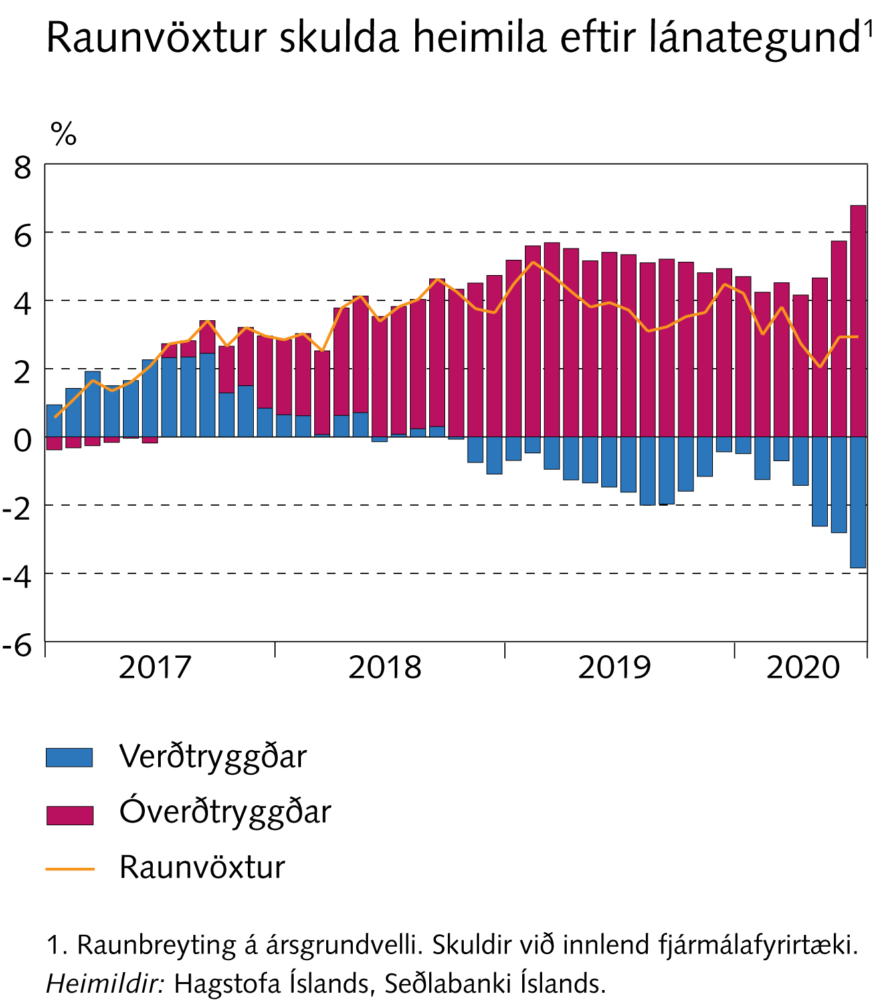 Raunvöxtur skulda heimila eftir lánategund¹
%
8
6
4
2
0
-2
-4
-6
2017 2018 2019 2020
Verðtryggðar
Óverðtryggðar
Raunvöxtur
1. Raunbreyting á ársgrundvelli. Skuldir við innlend fjármálafyrirtæki.
Heimildir: Hagstofa Íslands, Seðlabanki Íslands.